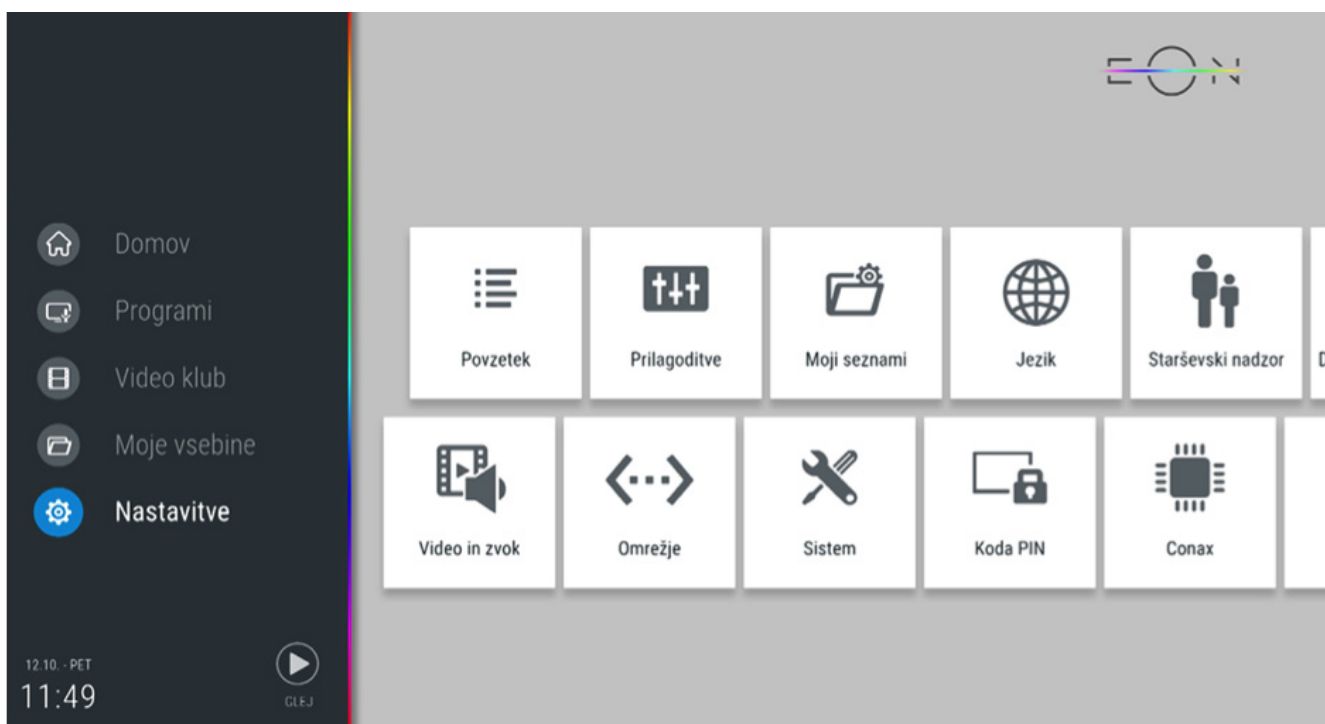 EON
Domov
Programi
Video klub
Moje vsebine
Nastavitve
12.10. - PET
11:49
GLEJ
Povzetek
Prilagoditve
Moji seznami
Jezik
Starševski nadzor
Video in zvok
Omrežje
Sistem
Koda PIN
Conax